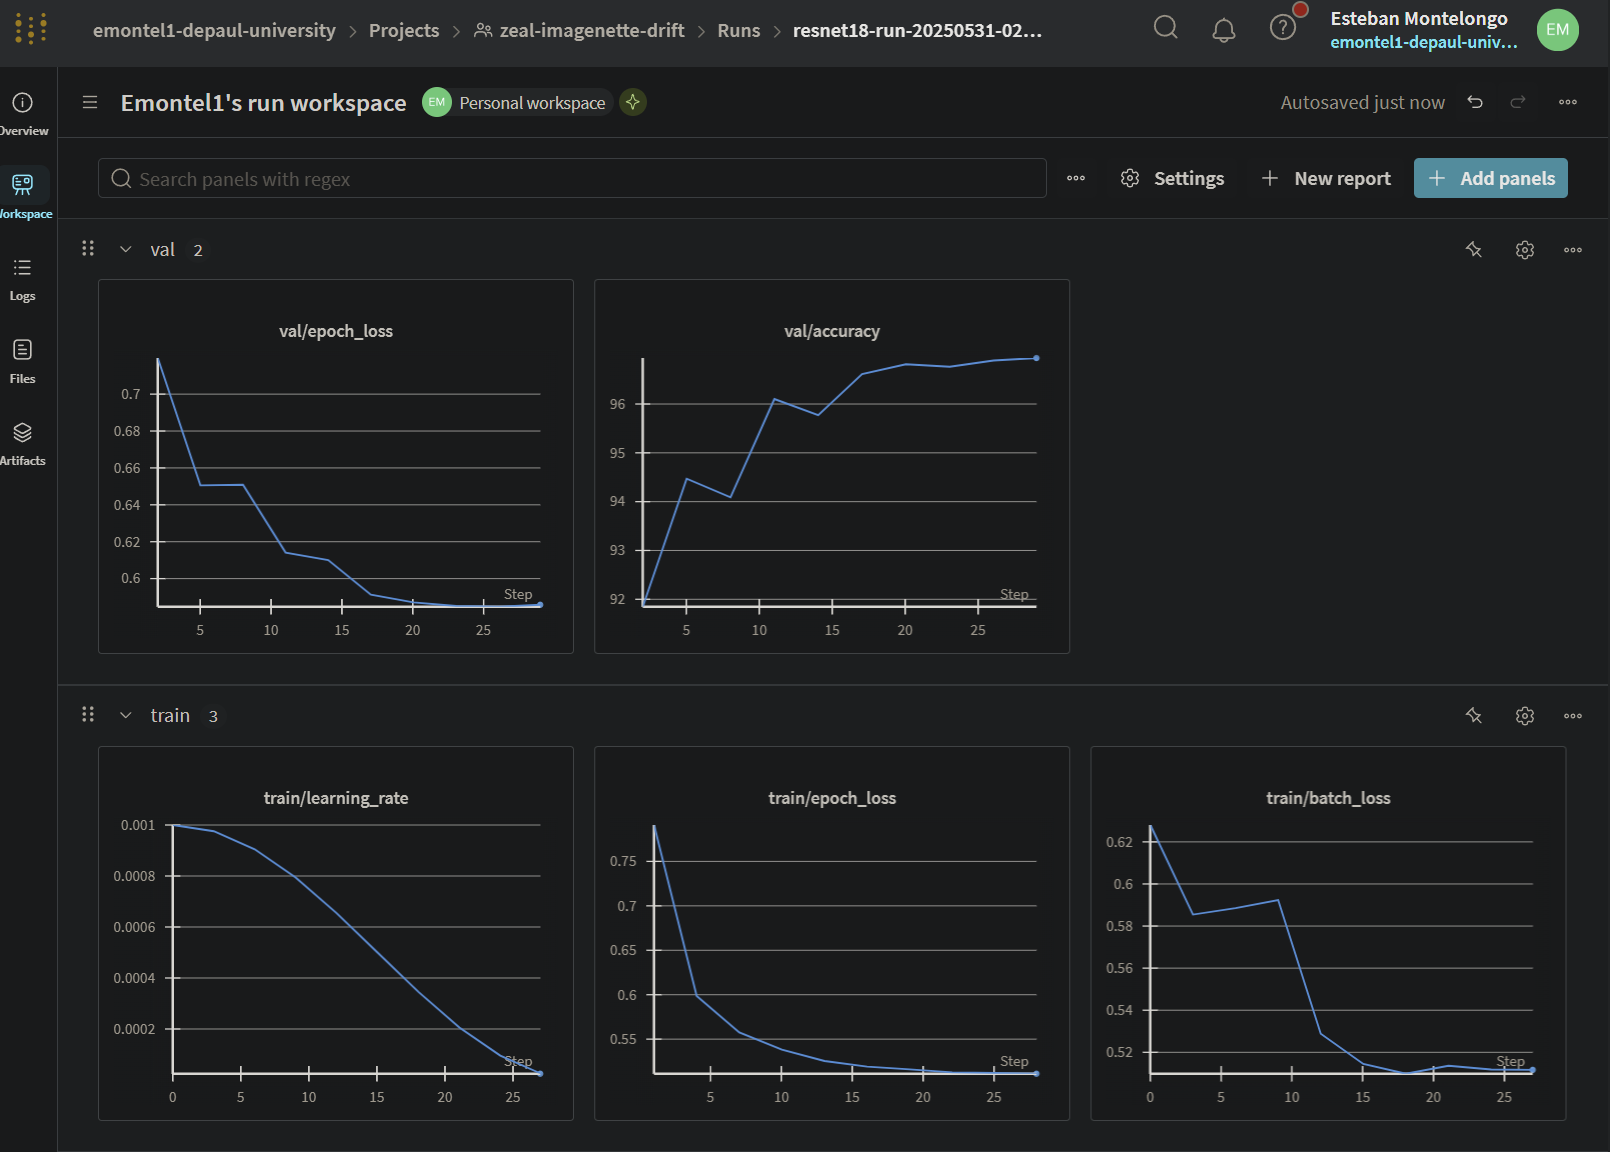 emontel1-depaul-university > Projects > zeal-imagenette-drift > Runs > resnet18-run-20250531-02...
Esteban Montelongo
emontel1-depaul-univ...
EM
Overview
Workspace
Logs
Files
Artifacts
Emontel1's run workspace
EM
Personal workspace
Autosaved just now
Search panels with regex
Settings
New report
Add panels
val 2
val/epoch_loss
0.7
0.68
0.66
0.64
0.62
0.6
Step
5 10 15 20 25
val/accuracy
96
95
94
93
92
Step
5 10 15 20 25
train 3
train/learning_rate
0.001
0.0008
0.0006
0.0004
0.0002
Step
0 5 10 15 20 25
train/epoch_loss
0.75
0.7
0.65
0.6
0.55
Step
5 10 15 20 25
train/batch_loss
0.62
0.6
0.58
0.56
0.54
0.52
Step
0 5 10 15 20 25